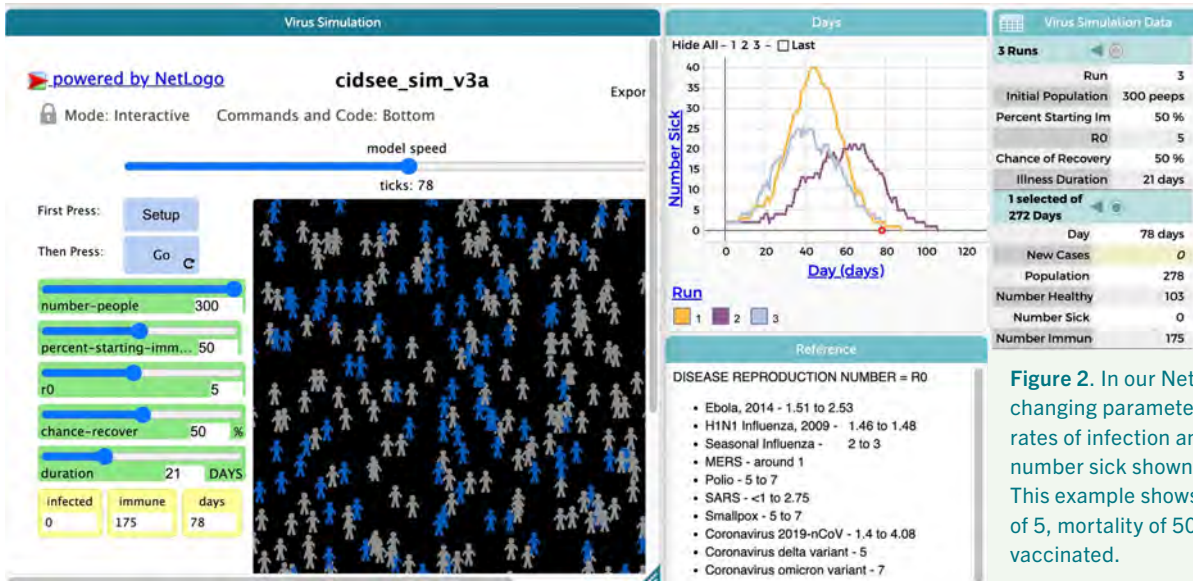 Virus Simulation
powered by NetLogo
cidsee_sim_v3a
Expor
Mode: Interactive Commands and Code: Bottom
model speed
ticks: 78
First Press:
Setup
Then Press:
Go
number-people 300
percent-starting-imm... 50
r0 5
chance-recover 50 %
duration 21 DAYS
infected immune days
0 175 78
Days
Hide All - 1 2 3 - Last
Number Sick
40
35
30
25
20
15
10
5
0
0 20 40 60 80 100 120
Day (days)
Run
1 2 3
Reference
DISEASE REPRODUCTION NUMBER = R0
• Ebola, 2014 - 1.51 to 2.53
• H1N1 Influenza, 2009 - 1.46 to 1.48
• Seasonal Influenza - 2 to 3
• MERS - around 1
• Polio - 5 to 7
• SARS - <1 to 2.75
• Smallpox - 5 to 7
• Coronavirus 2019-nCoV - 1.4 to 4.08
• Coronavirus delta variant - 5
• Coronavirus omicron variant - 7
Virus Simulation Data
3 Runs
Run 3
Initial Population 300 peeps
Percent Starting Im 50 %
R0 5
Chance of Recovery 50 %
Illness Duration 21 days
1 selected of
272 Days
Day 78 days
New Cases 0
Population 278
Number Healthy 103
Number Sick 0
Number Immun 175
Figure 2. In our Net
changing paramete
rates of infection an
number sick shown
This example shows
of 5, mortality of 50
vaccinated.